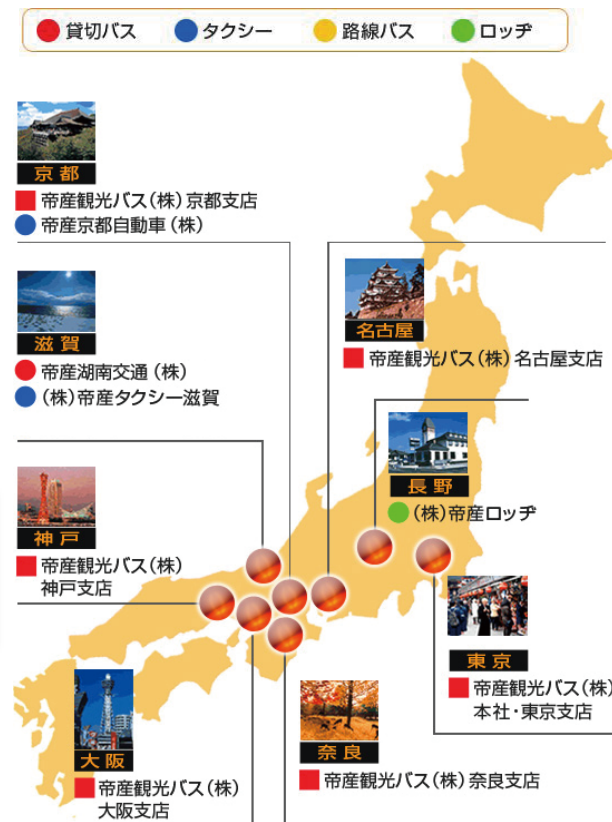 貸切バス タクシー 路線バス ロッヂ
京都
帝産観光バス(株)京都支店
帝産京都自動車(株)
滋賀
帝産湖南交通(株)
(株)帝産タクシー滋賀
名古屋
帝産観光バス(株)名古屋支店
長野
(株)帝産ロッヂ
神戸
帝産観光バス(株)
神戸支店
東京
帝産観光バス(株)
本社・東京支店
大阪
帝産観光バス(株)
大阪支店
奈良
帝産観光バス(株)奈良支店